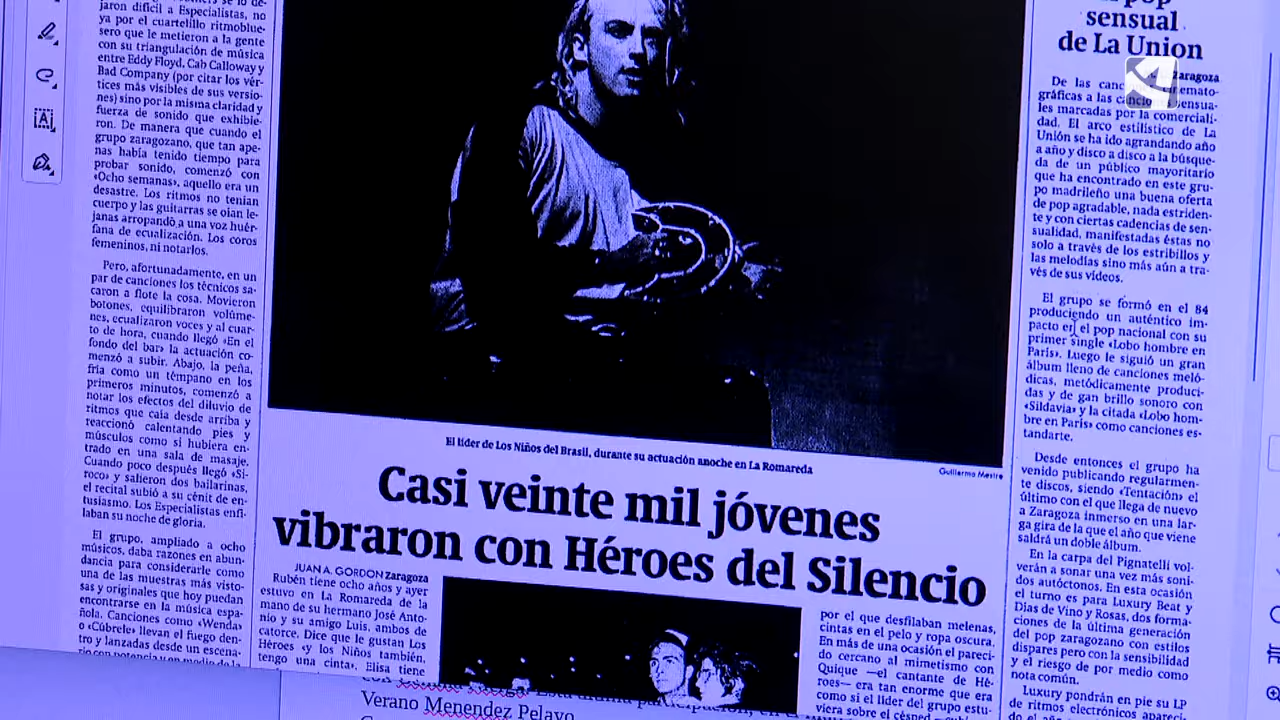 jaron difícil a Especialistas, no
ya por el cuartelillo ritmoblue-
sero que le metieron a la gente
con su triangulación de música
entre Eddy Floyd, Cab Calloway y
Bad Company (por citar los vér-
tices más visibles de sus versio-
nes) sino por la misma claridad y
fuerza de sonido que exhibie-
ron. De manera que cuando el
grupo zaragozano, que tan ape-
nas había tenido tiempo para
probar sonido, comenzó con
«Ocho semanas», aquello era un
desastre. Los ritmos no tenían
cuerpo y las guitarras se oían le-
janas arropando a una voz huér-
fana de ecualización. Los coros
femeninos, ni notarlos.
Pero, afortunadamente, en un
par de canciones los técnicos sa-
caron a flote la cosa. Movieron
botones, equilibraron volúme-
nes, ecualizaron voces y al cuar-
to de hora, cuando llegó «En el
fondo del bar» la actuación co-
menzó a subir. Abajo, la peña,
fría como un témpano en los
primeros minutos, comenzó a
notar los efectos del diluvio de
ritmos que caía desde arriba y
reaccionó calentando pies y
músculos como si hubiera en-
trado en una sala de masaje.
Cuando poco después llegó «Si-
roco» y salieron dos bailarinas,
el recital subió a su cénit de en-
tusiasmo. Los Especialistas enfi-
laban su noche de gloria.
El grupo, ampliado a ocho
músicos, daba razones en abun-
dancia para considerarle como
una de las muestras más visto-
sas y originales que hoy puedan
encontrarse en la música espa-
ñola. Canciones como «Wenda»
o «Cúbrele» llevan el fuego den-
tro y lanzadas desde un escena-
rio con potencia y en medio de la
El líder de Los Niños del Brasil, durante su actuación anoche en La Romareda
Guillermo Mestre
Casi veinte mil jóvenes
vibraron con Héroes del Silencio
JUAN A. GORDON Zaragoza
Rubén tiene ocho años y ayer
estuvo en La Romareda de la
mano de su hermano José Anto-
nio y su amigo Luis, ambos de
catorce. Dice que le gustan Los
Héroes «y los Niños también,
tengo una cinta». Elisa tiene
por el que desfilaban melenas,
cintas en el pelo y ropa oscura.
En más de una ocasión el pareci-
do cercano al mimetismo con
Quique —el cantante de Hé-
roes— era tan enorme que era
como si el líder del grupo estu-
viera sobre el césped
pop
sensual
de La Union
Zaragoza
De las canciones cinemato-
gráficas a las canciones sensua-
les marcadas por la comerciali-
dad. El arco estilístico de La
Unión se ha ido agrandando año
a año y disco a disco a la búsque-
da de un público mayoritario
que ha encontrado en este gru-
po madrileño una buena oferta
de pop agradable, nada estriden-
te y con ciertas cadencias de sen-
sualidad, manifestadas éstas no
solo a través de los estribillos y
las melodías sino más aún a tra-
vés de sus vídeos.
El grupo se formó en el 84
produciendo un auténtico im-
pacto en el pop nacional con su
primer single «Lobo hombre en
París». Luego le siguió un gran
álbum lleno de canciones meló-
dicas, metódicamente produci-
das y de gan brillo sonoro con
«Sildavia» y la citada «Lobo hom-
bre en París» como canciones es-
tandarte.
Desde entonces el grupo ha
venido publicando regularmen-
te discos, siendo «Tentación» el
último con el que llega de nuevo
a Zaragoza inmerso en una lar-
ga gira de la que el año que viene
saldrá un doble álbum.
En la carpa del Pignatelli vol-
verán a sonar una vez más soni-
dos autóctonos. En esta ocasión
el turno es para Luxury Beat y
Días de Vino y Rosas, dos forma-
ciones de la última generación
del pop zaragozano con estilos
dispares pero con la sensibilidad
y el riesgo de por medio como
nota común.
Luxury pondrán en pie su LP
de ritmos electrónicos
Verano Menendez Pelayo